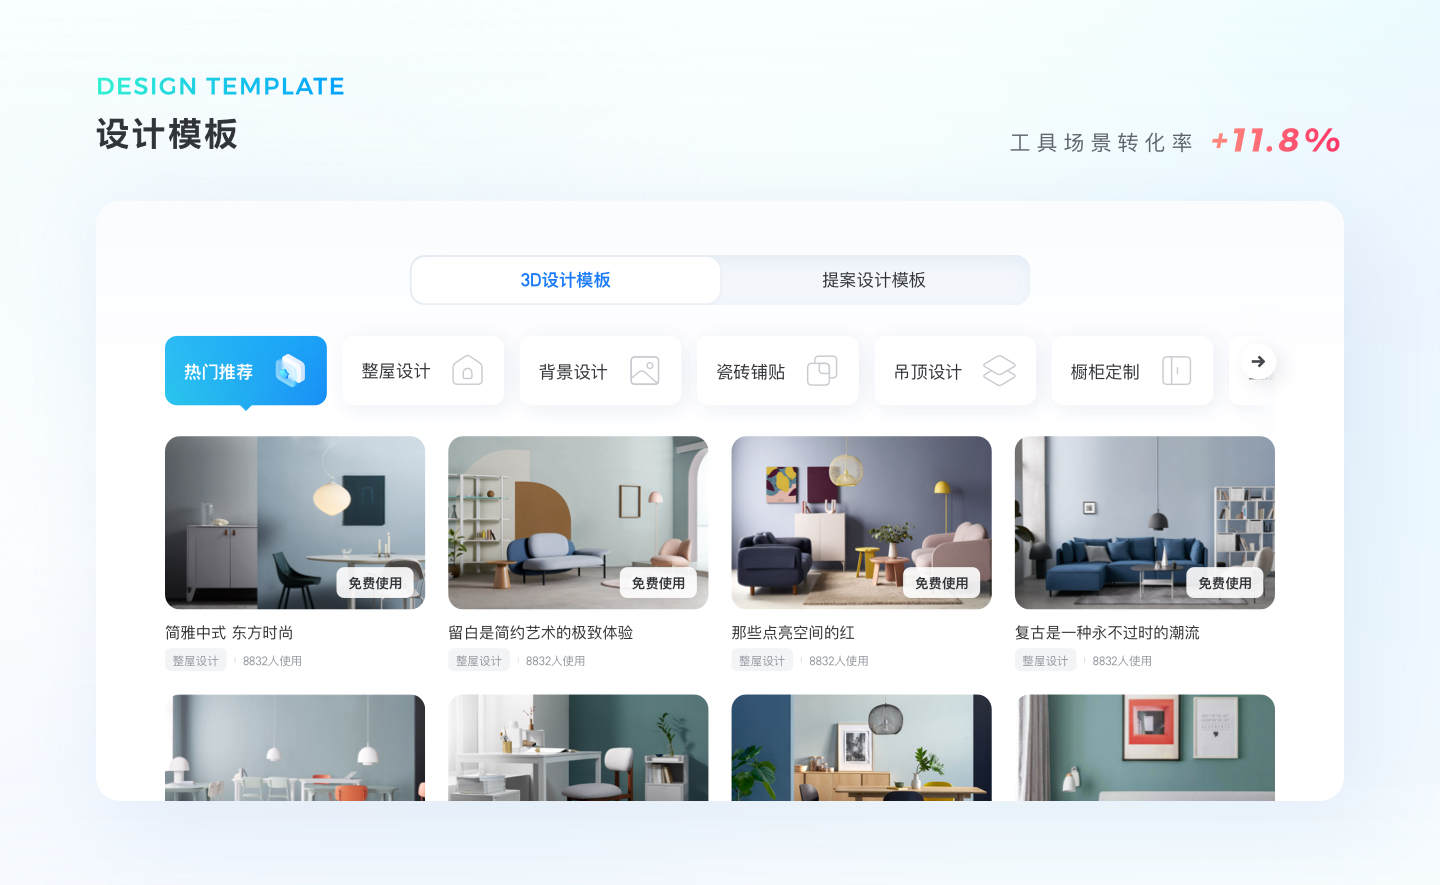 DESIGN TEMPLATE
设计模板
工具场景转化率 +11.8%
3D设计模板 提案设计模板
热门推荐 整屋设计 背景设计 瓷砖铺贴 吊顶设计 橱柜定制
免费使用 免费使用 免费使用 免费使用
简雅中式 东方时尚 留白是简约艺术的极致体验 那些点亮空间的红 复古是一种永不过时的潮流
整屋设计 8832人使用 整屋设计 8832人使用 整屋设计 8832人使用 整屋设计 8832人使用